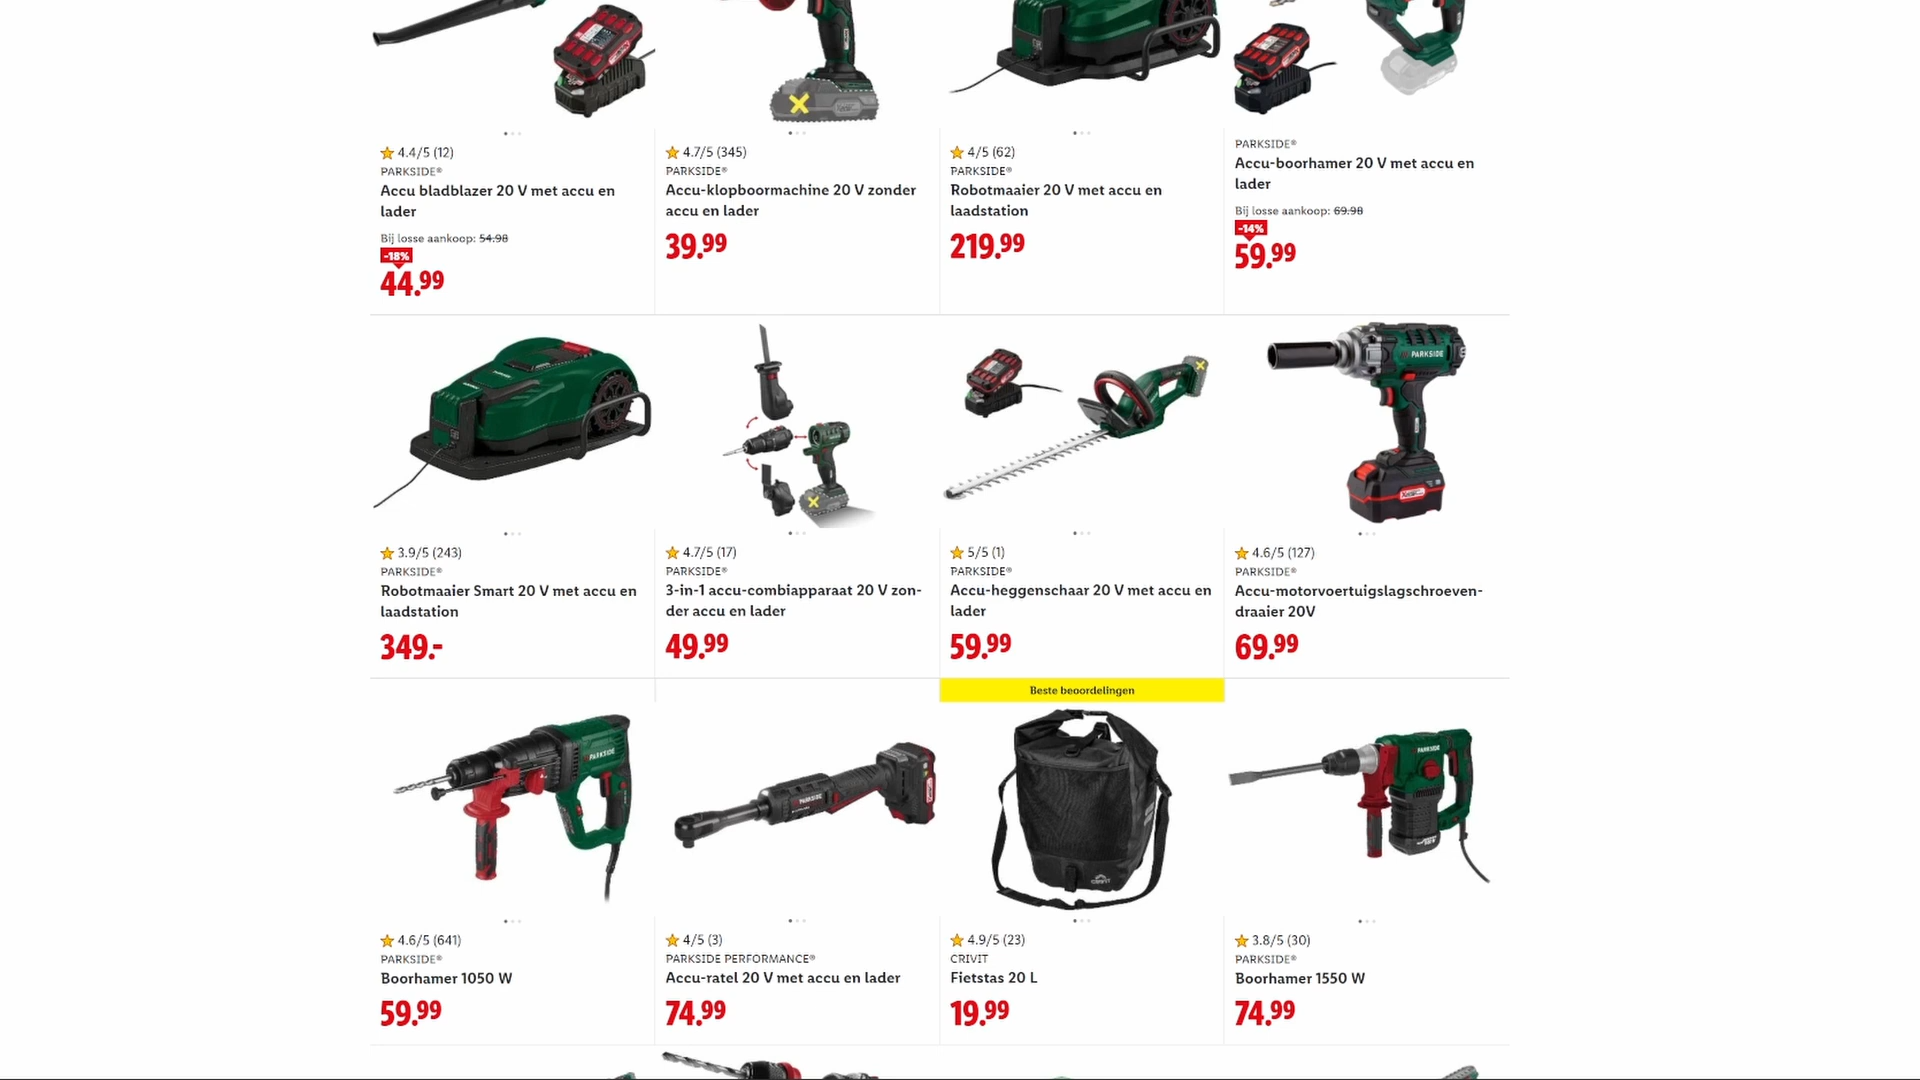 4.4/5 (12)
PARKSIDE®
Accu bladblazer 20 V met accu en
lader
Bij losse aankoop: 54.98
-18%
44.99
4.7/5 (345)
PARKSIDE®
Accu-klopboormachine 20 V zonder
accu en lader
39.99
4/5 (62)
PARKSIDE®
Robotmaaier 20 V met accu en
laadstation
219.99
PARKSIDE®
Accu-boorhamer 20 V met accu en
lader
Bij losse aankoop: 69.98
-14%
59.99
3.9/5 (243)
PARKSIDE®
Robotmaaier Smart 20 V met accu en
laadstation
349.-
4.7/5 (17)
PARKSIDE®
3-in-1 accu-combiapparaat 20 V zon-
der accu en lader
49.99
5/5 (1)
PARKSIDE®
Accu-heggenschaar 20 V met accu en
lader
59.99
PARKSIDE
4.6/5 (127)
PARKSIDE®
Accu-motorvoertuigslagschroeven-
draaier 20V
69.99
PARKSIDE
4.6/5 (641)
PARKSIDE®
Boorhamer 1050 W
59.99
PARKSIDE
4/5 (3)
PARKSIDE PERFORMANCE®
Accu-ratel 20 V met accu en lader
74.99
Beste beoordelingen
CRIVIT
4.9/5 (23)
CRIVIT
Fietstas 20 L
19.99
PARKSIDE
3.8/5 (30)
PARKSIDE®
Boorhamer 1550 W
74.99